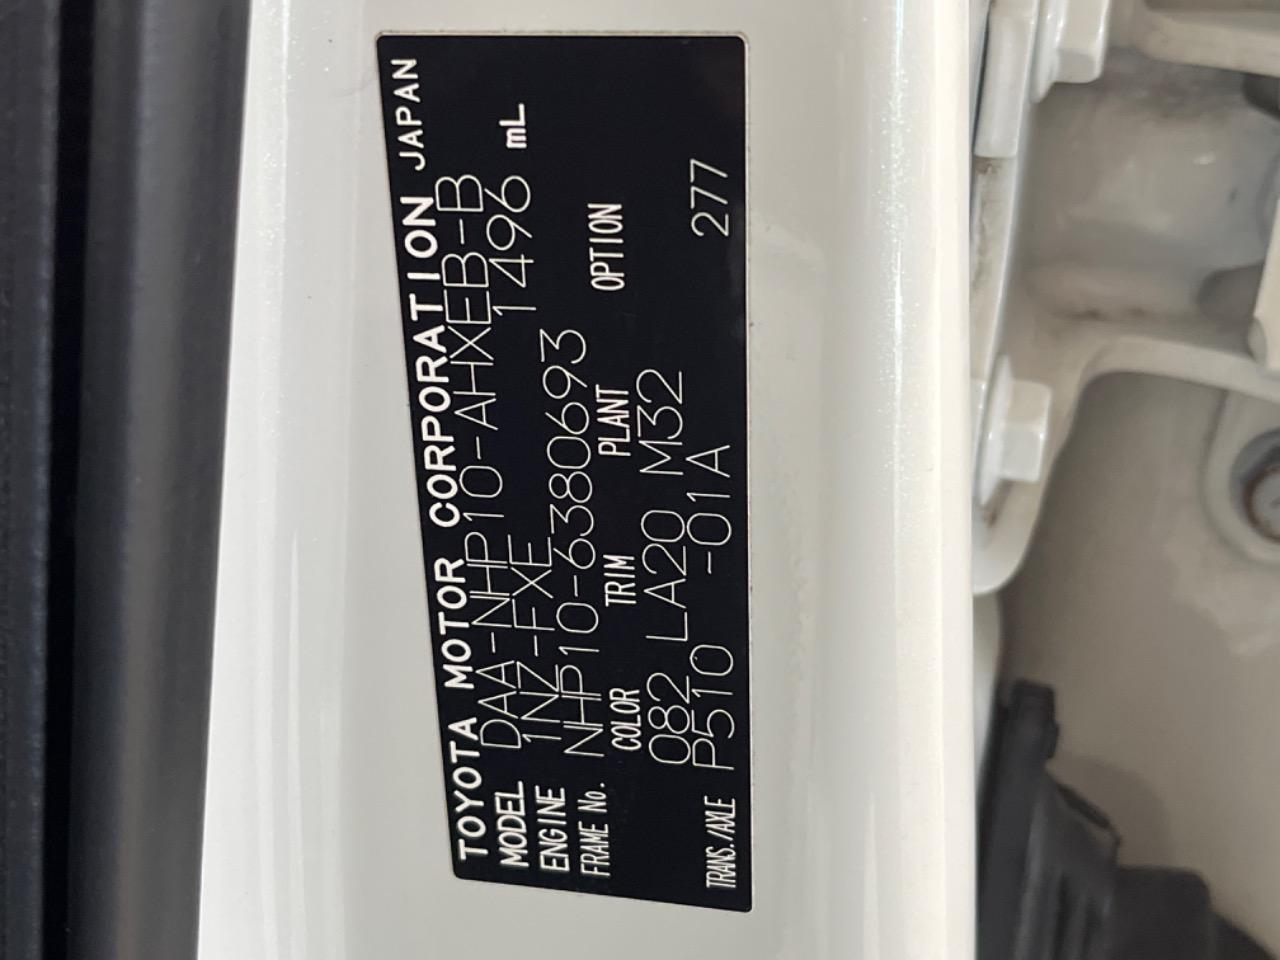 TOYOTA MOTOR CORPORATION JAPAN
MODEL DAA-NHP10-AHXEB-B
ENGINE 1NZ-FXE 1496 mL
FRAME No. NHP10-6380693
COLOR TRIM PLANT OPTION
082 LA20 M32
TRANS./AXLE P510 -01A 277